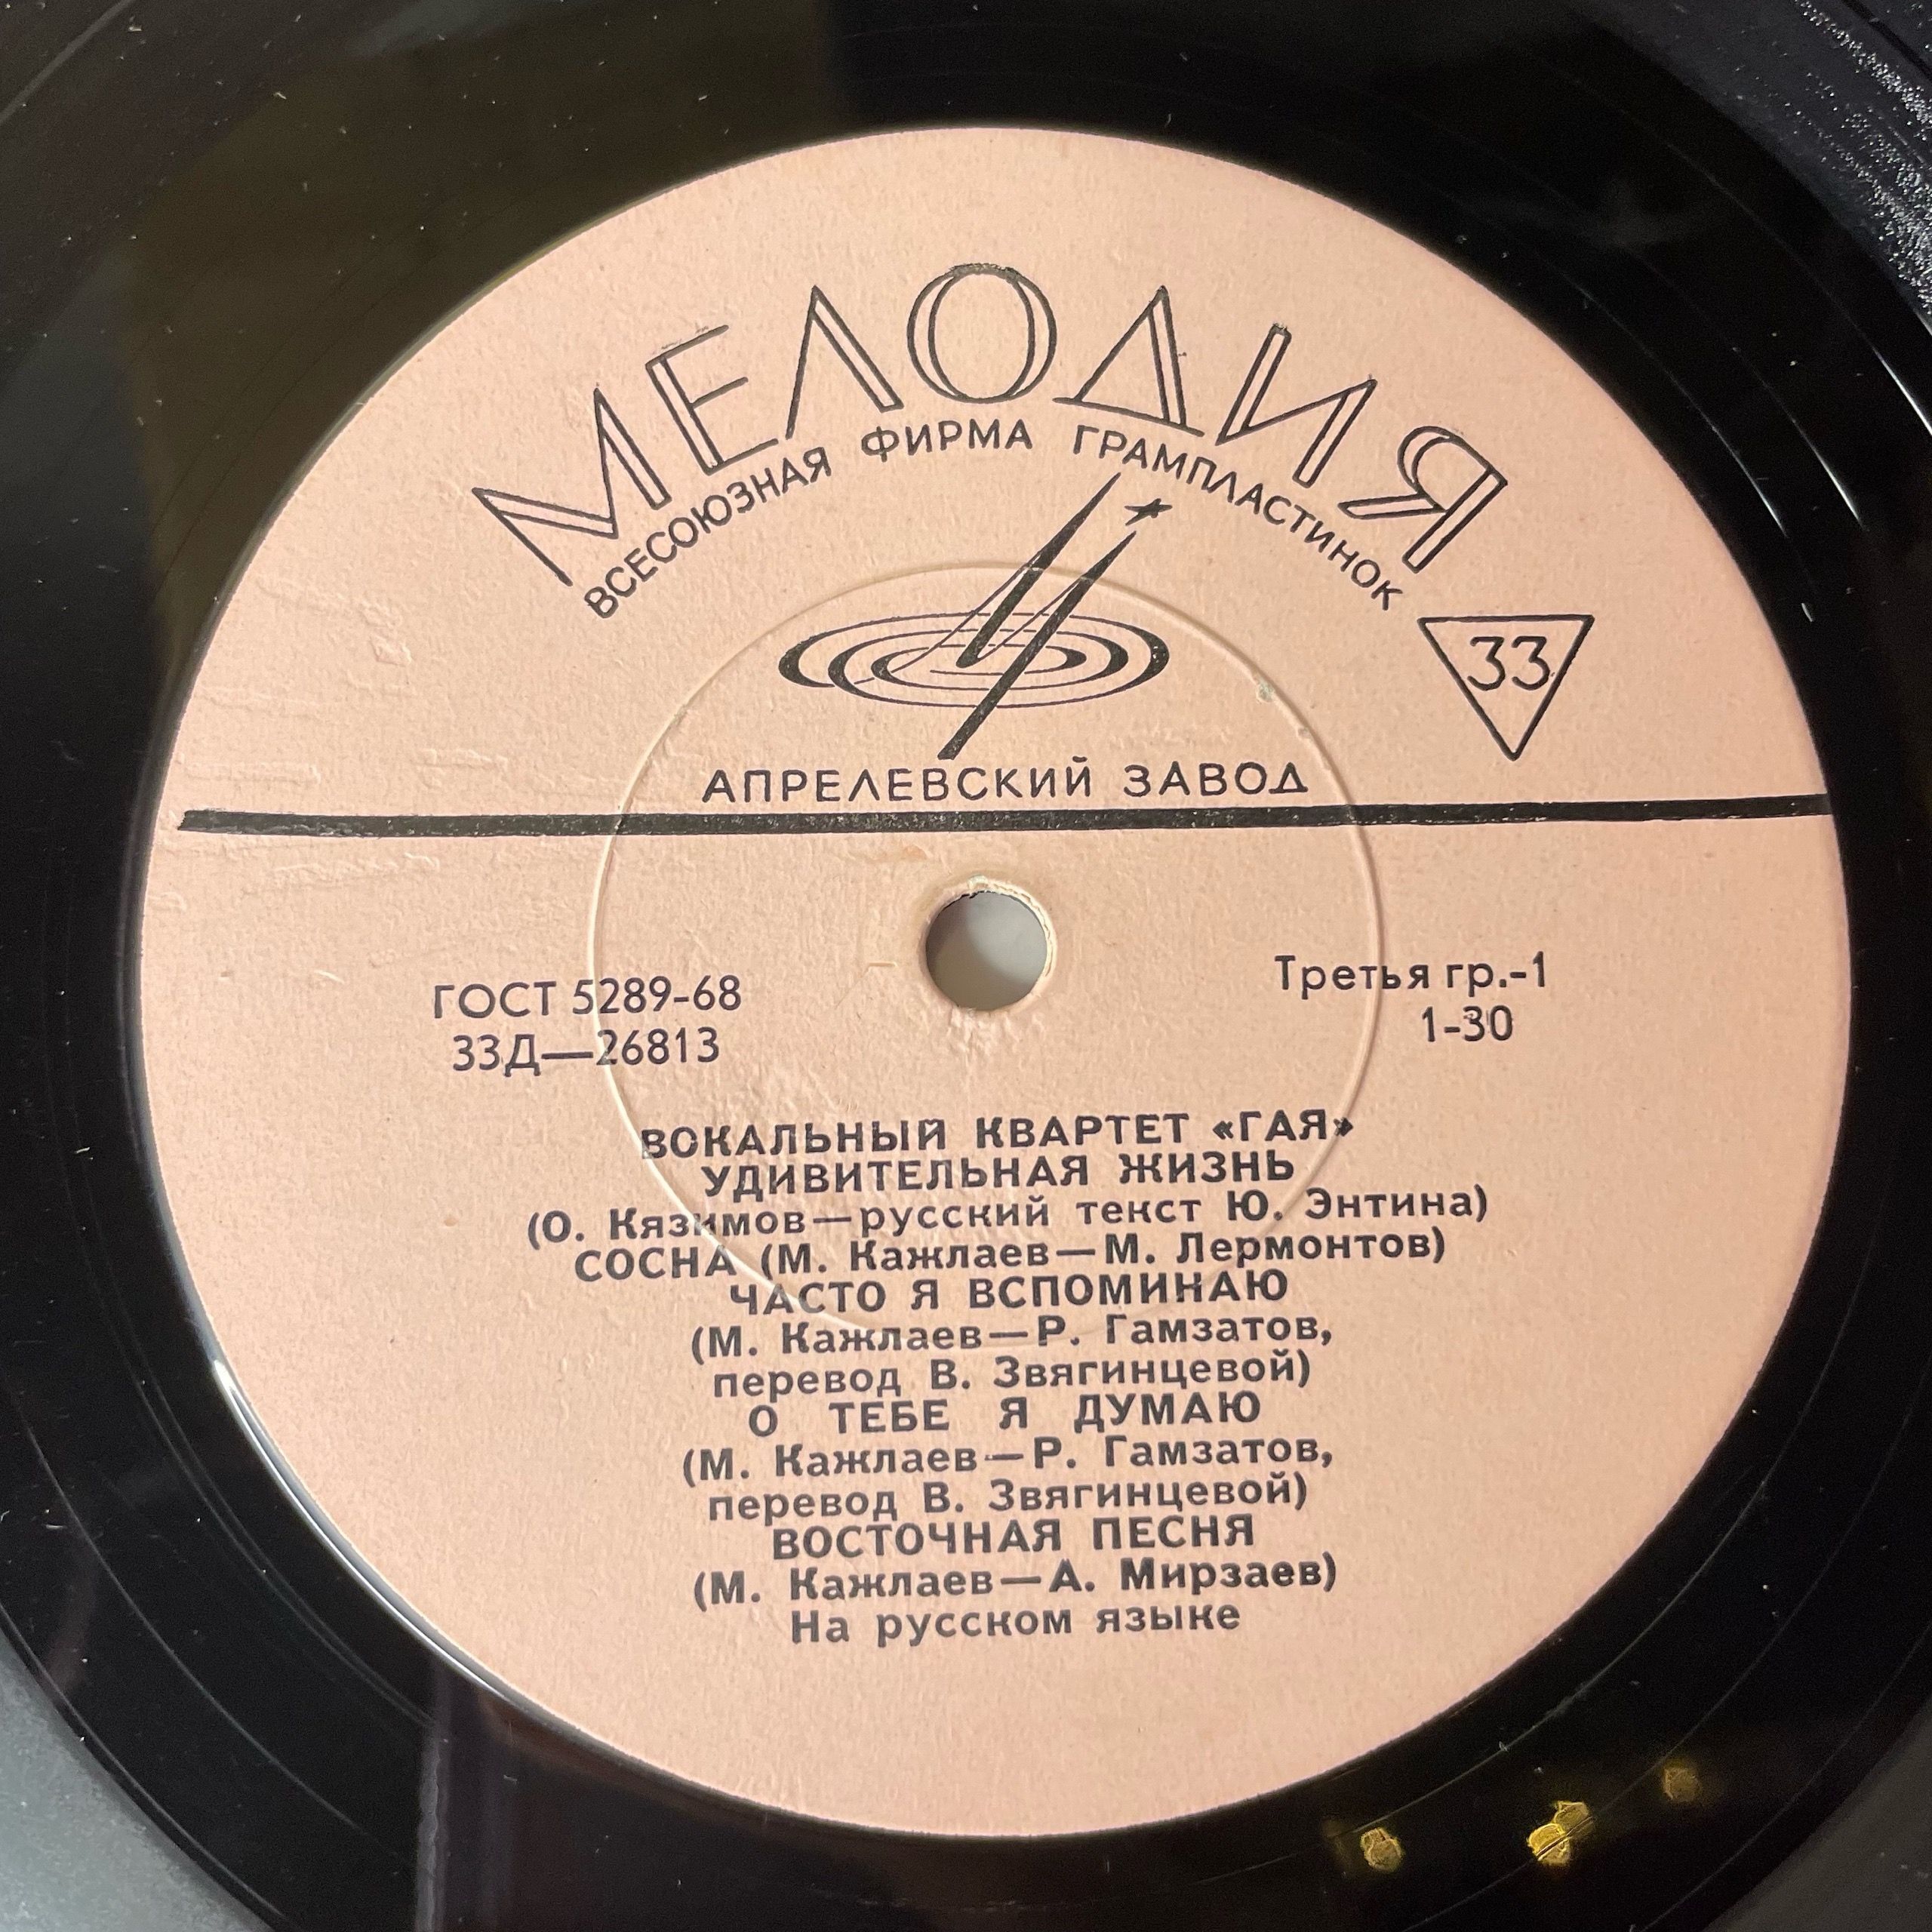 МЕЛОДИЯ
ВСЕСОЮЗНАЯ ФИРМА ГРАМПЛАСТИНОК
33
АПРЕЛЕВСКИЙ ЗАВОД
ГОСТ 5289-68
33Д—26813
Третья гр.-1
1-30
ВОКАЛЬНЫЙ КВАРТЕТ «ГАЯ»
УДИВИТЕЛЬНАЯ ЖИЗНЬ
(О. Кязимов—русский текст Ю. Энтина)
СОСНА (М. Кажлаев—М. Лермонтов)
ЧАСТО Я ВСПОМИНАЮ
(М. Кажлаев—Р. Гамзатов,
перевод В. Звягинцевой)
О ТЕБЕ Я ДУМАЮ
(М. Кажлаев—Р. Гамзатов,
перевод В. Звягинцевой)
ВОСТОЧНАЯ ПЕСНЯ
(М. Кажлаев—А. Мирзаев)
На русском языке